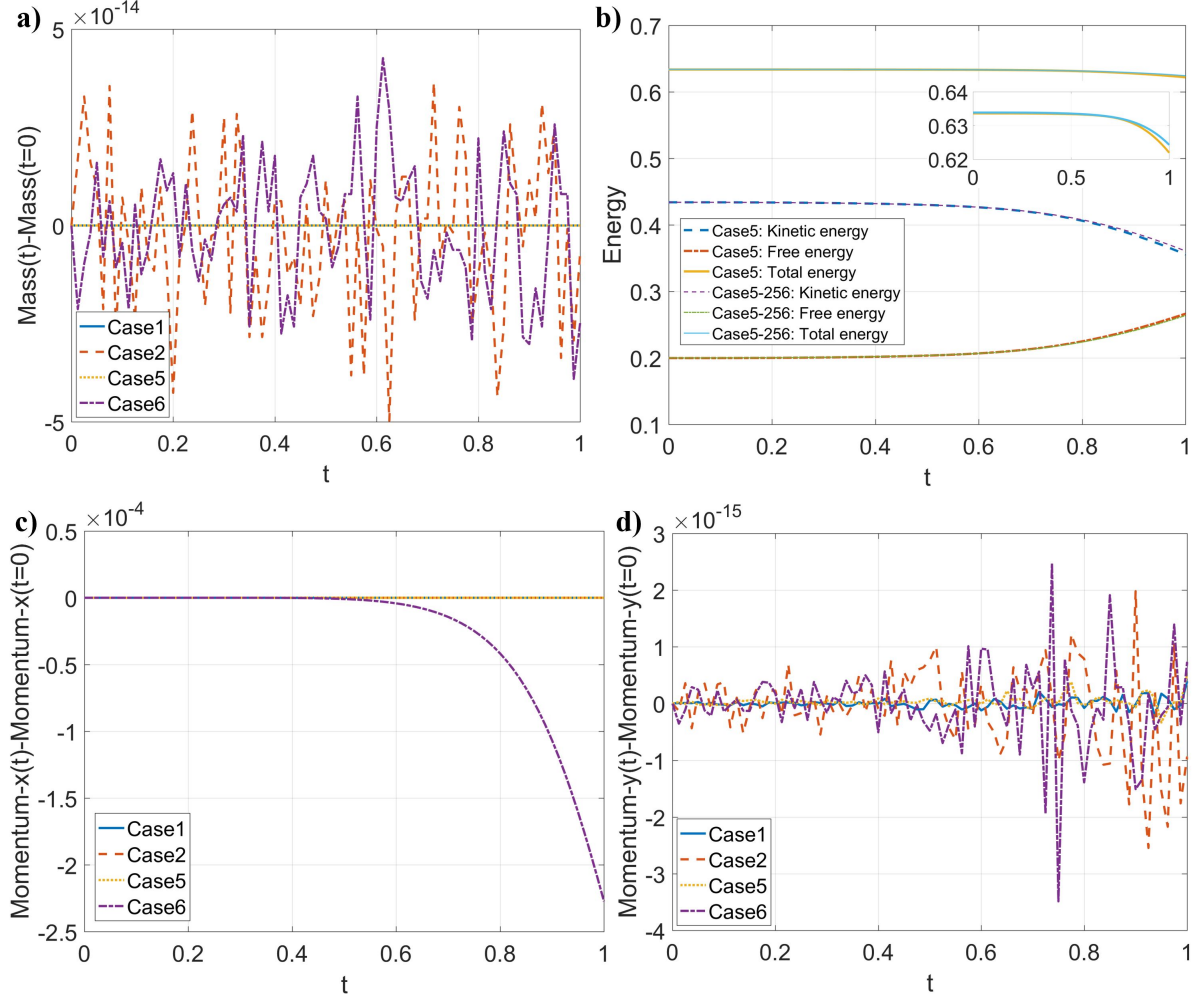 a)
×10⁻¹⁴
Mass(t)-Mass(t=0)
5
0
-5
Case1
Case2
Case5
Case6
0 0.2 0.4 0.6 0.8 1
t
b)
Energy
0.7
0.6
0.5
0.4
0.3
0.2
0.1
0.64
0.63
0.62
0 0.5 1
Case5: Kinetic energy
Case5: Free energy
Case5: Total energy
Case5-256: Kinetic energy
Case5-256: Free energy
Case5-256: Total energy
0 0.2 0.4 0.6 0.8 1
t
c)
×10⁻⁴
Momentum-x(t)-Momentum-x(t=0)
0.5
0
-0.5
-1
-1.5
-2
-2.5
Case1
Case2
Case5
Case6
0 0.2 0.4 0.6 0.8 1
t
d)
×10⁻¹⁵
Momentum-y(t)-Momentum-y(t=0)
3
2
1
0
-1
-2
-3
-4
Case1
Case2
Case5
Case6
0 0.2 0.4 0.6 0.8 1
t